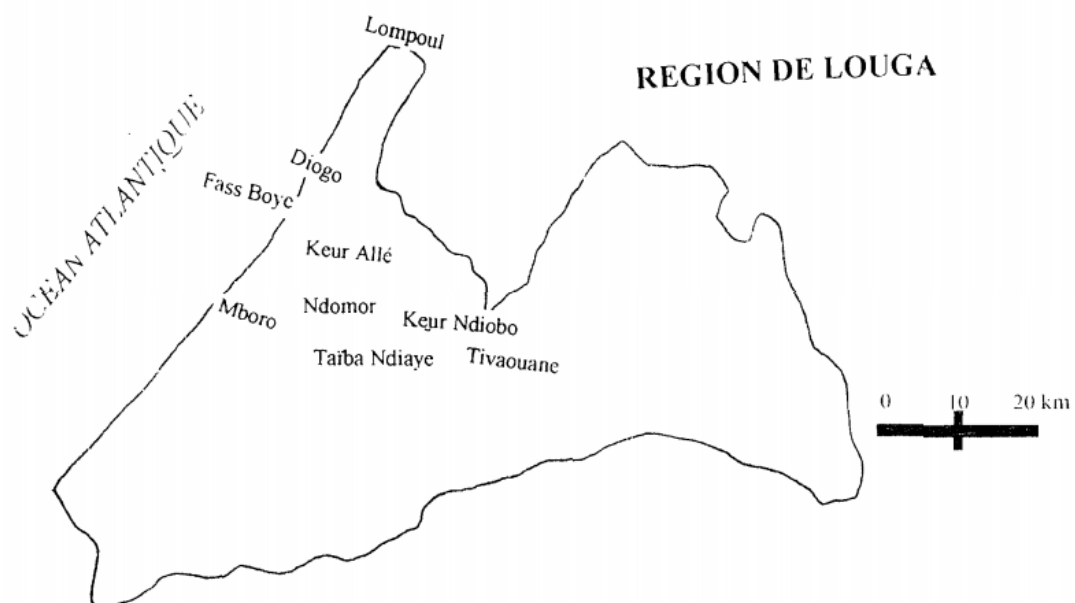 Lompoul
REGION DE LOUGA
OCEAN ATLANTIQUE
Diogo
Fass Boye
Keur Allé
Mboro
Ndomor
Keur Ndiobo
Taïba Ndiaye
Tivaouane
0 10 20 km